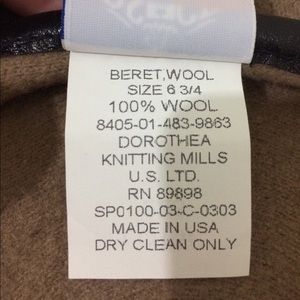 BERET, WOOL
SIZE 6 3/4
100% WOOL
8405-01-483-9863
DOROTHEA
KNITTING MILLS
U.S. LTD.
RN 89898
SP0100-03-C-0303
MADE IN USA
DRY CLEAN ONLY